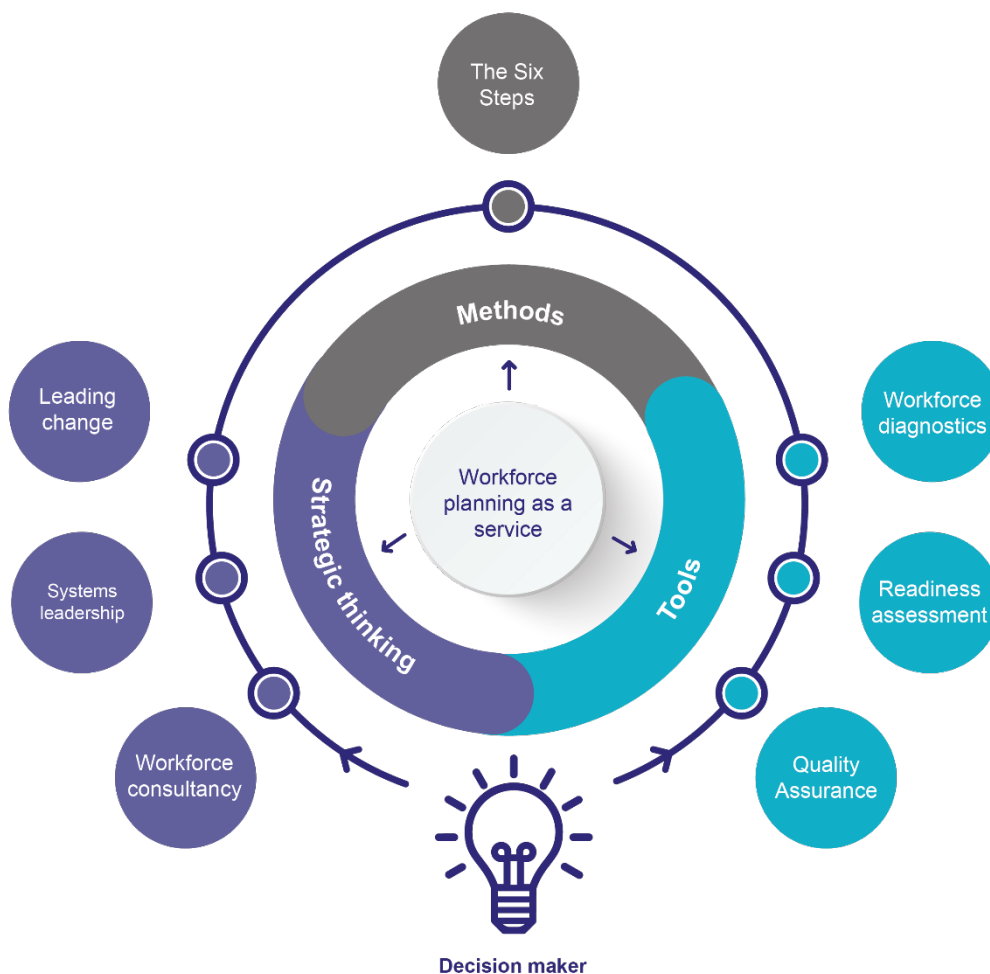 The Six
Steps
Methods
Leading
change
Workforce
diagnostics
Workforce
planning as a
service
Strategic thinking
Tools
Systems
leadership
Readiness
assessment
Workforce
consultancy
Quality
Assurance
Decision maker